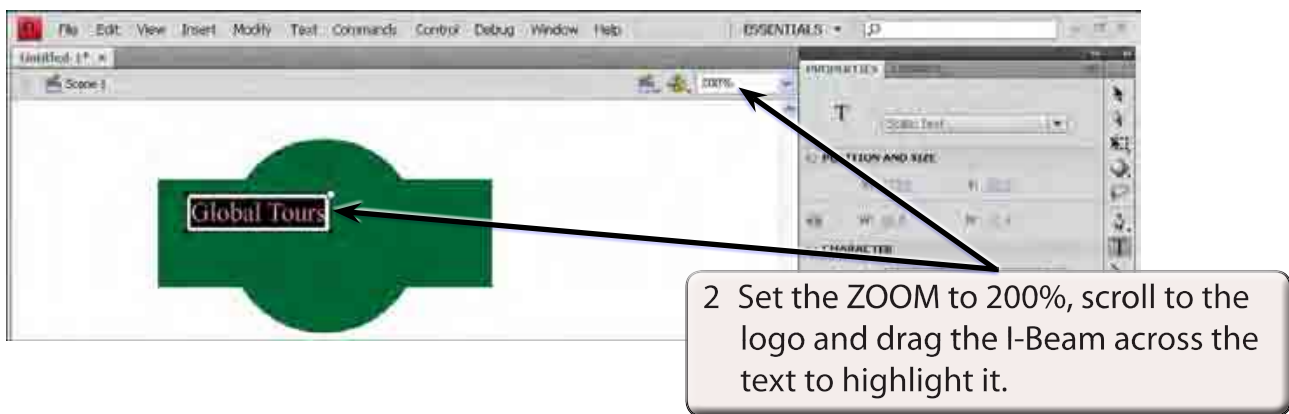 File Edit View Insert Modify Text Commands Control Debug Window Help
ESSENTIALS
Untitled-1*
Scene 1
200%
PROPERTIES
T
Static Text
POSITION AND SIZE
Global Tours
CHARACTER
2 Set the ZOOM to 200%, scroll to the
logo and drag the I-Beam across the
text to highlight it.